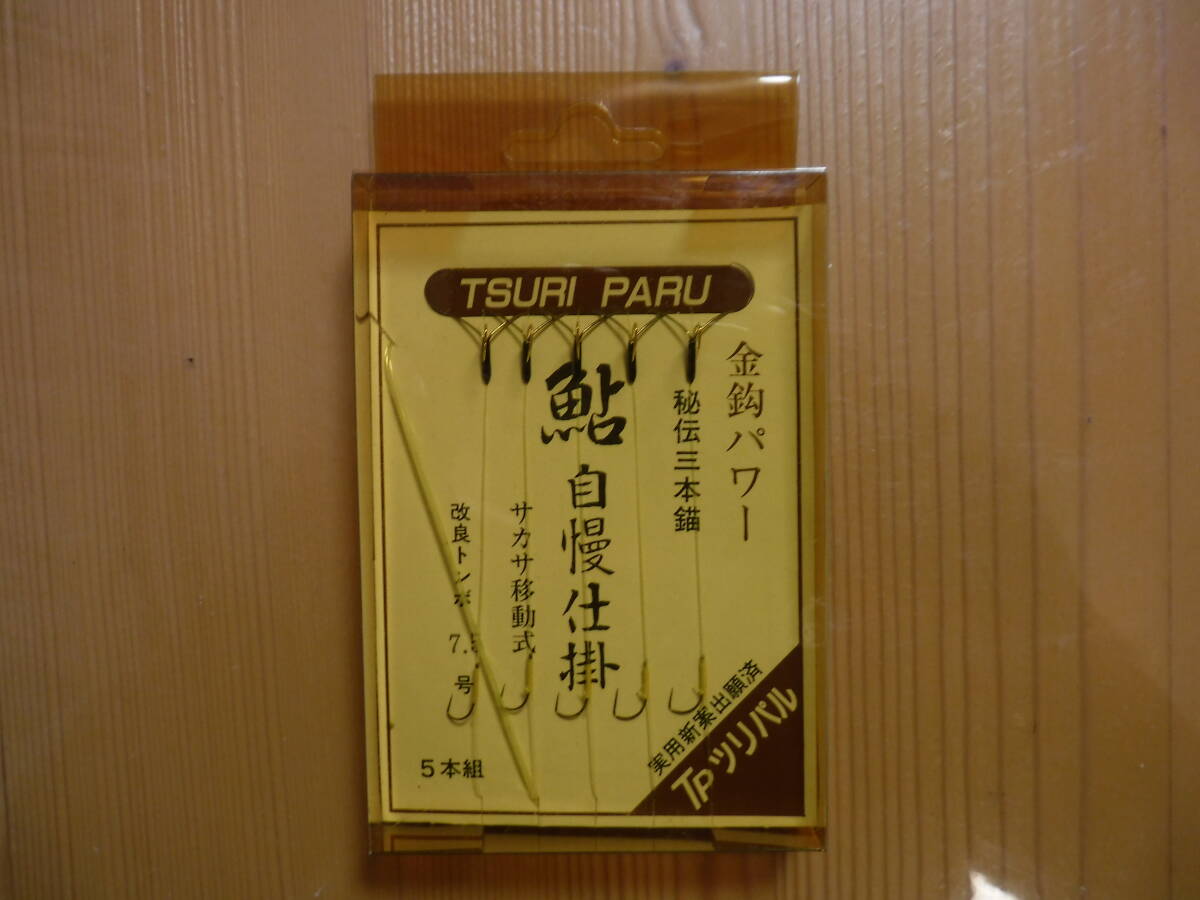 TSURI PARU
金鈎パワー
秘伝三本錨
鮎自慢仕掛
サカサ移動式
改良トンボ 7.5号
5本組
実用新案出願済
TPツリパル